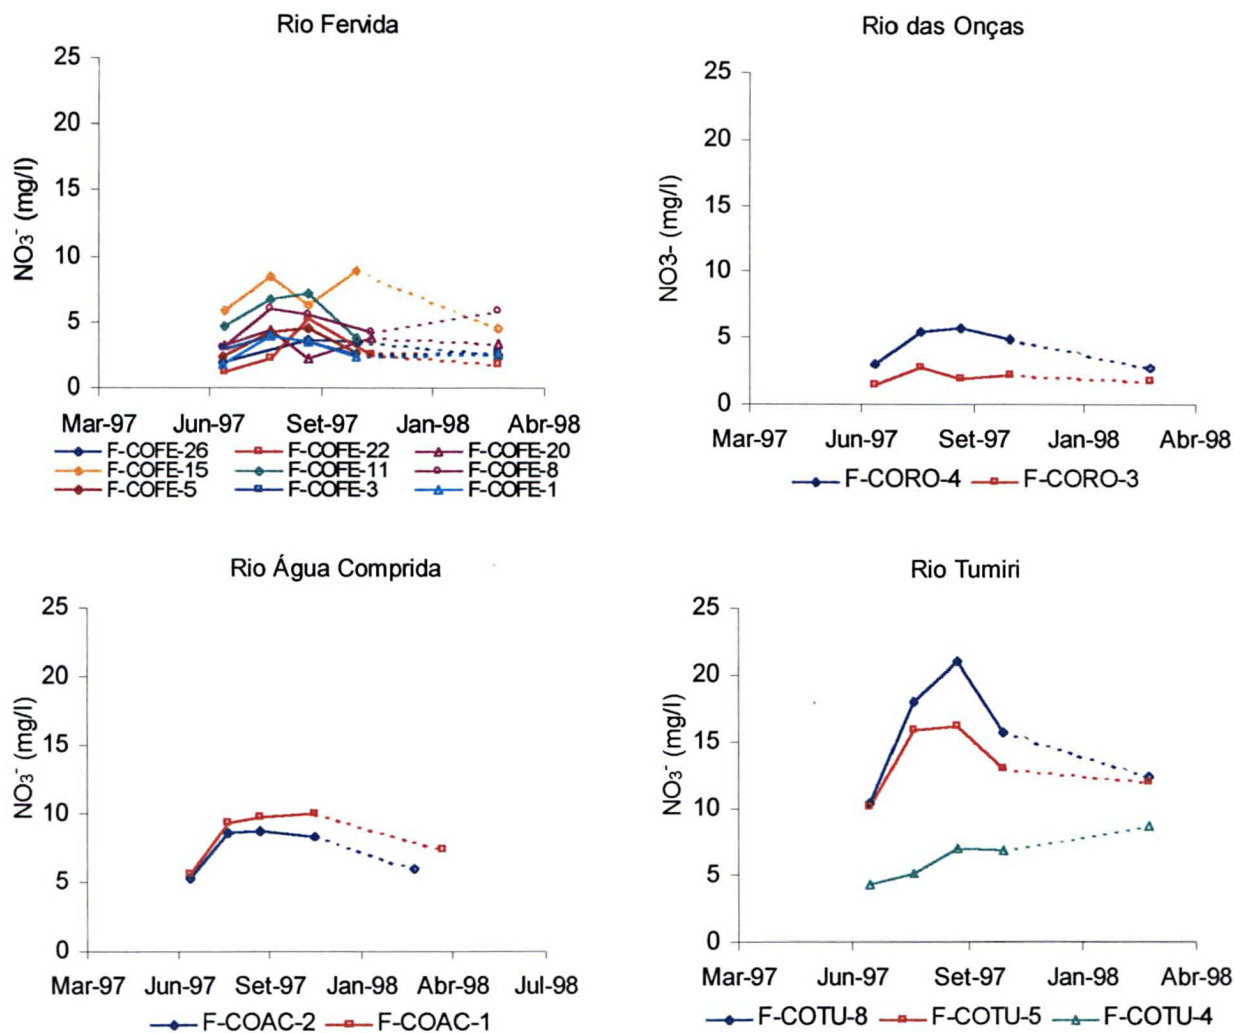 Rio Fervida
25
20
15
10
5
0
NO₃⁻ (mg/l)
Mar-97 Jun-97 Set-97 Jan-98 Abr-98
F-COFE-26 F-COFE-22 F-COFE-20
F-COFE-15 F-COFE-11 F-COFE-8
F-COFE-5 F-COFE-3 F-COFE-1
Rio das Onças
25
20
15
10
5
0
NO3- (mg/l)
Mar-97 Jun-97 Set-97 Jan-98 Abr-98
F-CORO-4 F-CORO-3
Rio Água Comprida
25
20
15
10
5
0
NO₃⁻ (mg/l)
Mar-97 Jun-97 Set-97 Jan-98 Abr-98 Jul-98
F-COAC-2 F-COAC-1
Rio Tumiri
25
20
15
10
5
0
NO₃⁻ (mg/l)
Mar-97 Jun-97 Set-97 Jan-98 Abr-98
F-COTU-8 F-COTU-5 F-COTU-4